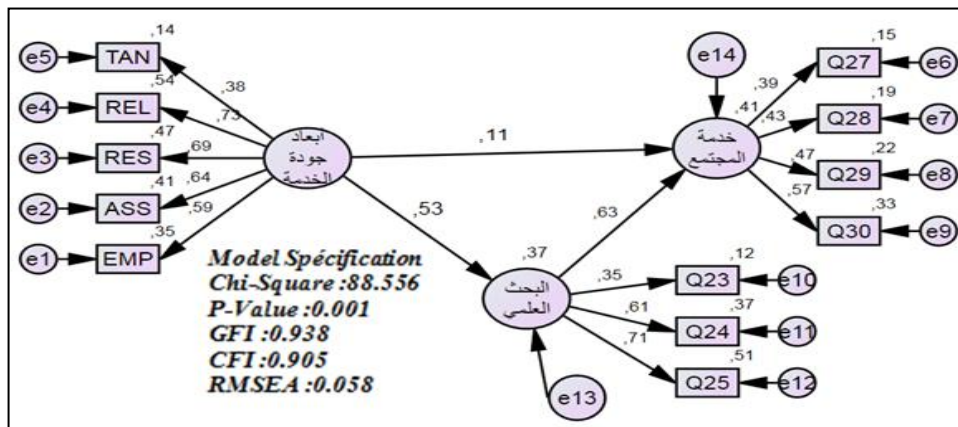 ,14
e5
TAN
,54
,38
e4
REL
,73
,47
e3
RES
,69
,41
,64
e2
ASS
,59
,35
e1
EMP
ابعاد
جودة
الخدمة
,11
,53
,63
e14
,41
خدمة
المجتمع
,15
,39
Q27
e6
,19
,43
Q28
e7
,22
,47
Q29
e8
,57
,33
Q30
e9
,37
البحث
العلمي
e13
,12
,35
Q23
e10
,37
,61
Q24
e11
,51
,71
Q25
e12
Model Spécification
Chi-Square :88.556
P-Value :0.001
GFI :0.938
CFI :0.905
RMSEA :0.058